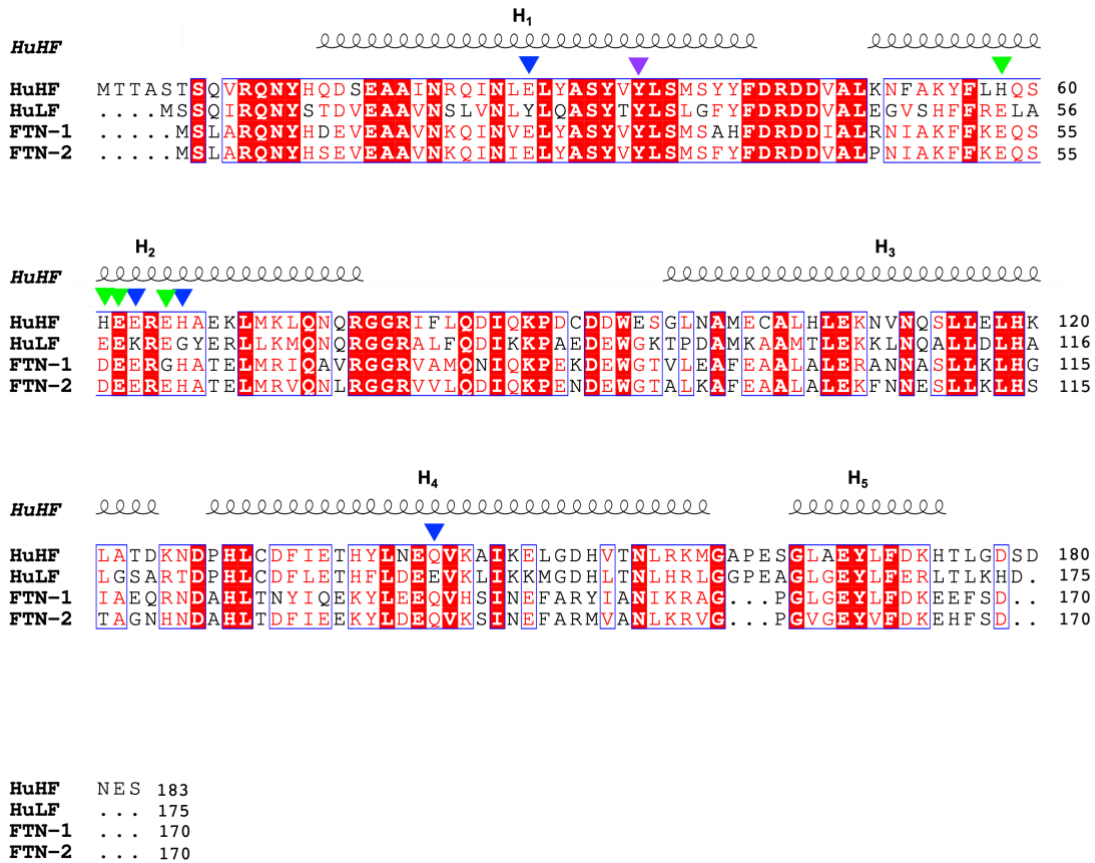 H1
HuHF
HuHF MTTASTSQVRQNYHQDSEAAINRQINLELYASYVYLSMSYYFDRDDVALKNFAKYFLHQS 60
HuLF ....MSSQIRQNYSTDVEAAVNSLVNLYLQASYTYLSLGFYFDRDDVALEGVSHFFRELA 56
FTN-1 .....MSLARQNYHDEVEAAVNKQINVELYASYVYLSMSAHFDRDDIALRNIAKFFKEQS 55
FTN-2 .....MSLARQNYHSEVEAAVNKQINIELYASYVYLSMSFYFDRDDVALPNIAKFFKEQS 55
H2 H3
HuHF
HuHF HEEREHAEKLMKLQNQRGGRIFLQDIQKPDCDDWESGLNAMECALHLEKNVNQSLLELHK 120
HuLF EEKREGYERLLKMQNQRGGRALFQDIKKPAEDEWGKTPDAMKAAMTLEKKLNQALLDLHA 116
FTN-1 DEERGHATELMRIQAVRGGRVAMQNIQKPEKDEWGTVLEAFEAALALERANNASLLKLHG 115
FTN-2 DEEREHATELMRVQNLRGGRVVLQDIQKPENDEWGTALKAFEAALALEKFNNESLLKLHS 115
H4 H5
HuHF
HuHF LATDKNDPHLCDFIETHYLNEQVKAIKELGDHVTNLRKMGAPESGLAEYLFDKHTLGDSD 180
HuLF LGSARTDPHLCDFLETHFLDEEVKLIKKMGDHLTNLHRLGGPEAGLGEYLFERLTLKHD. 175
FTN-1 IAEQRNDAHLTNYIQEKYLEEQVHSINEFARYIANIKRAG...PGLGEYLFDKEEFSD.. 170
FTN-2 TAGNHNDAHLTDFIEEKYLDEQVKSINEFARMVANLKRVG...PGVGEYVFDKEHFSD.. 170
HuHF NES 183
HuLF ... 175
FTN-1 ... 170
FTN-2 ... 170